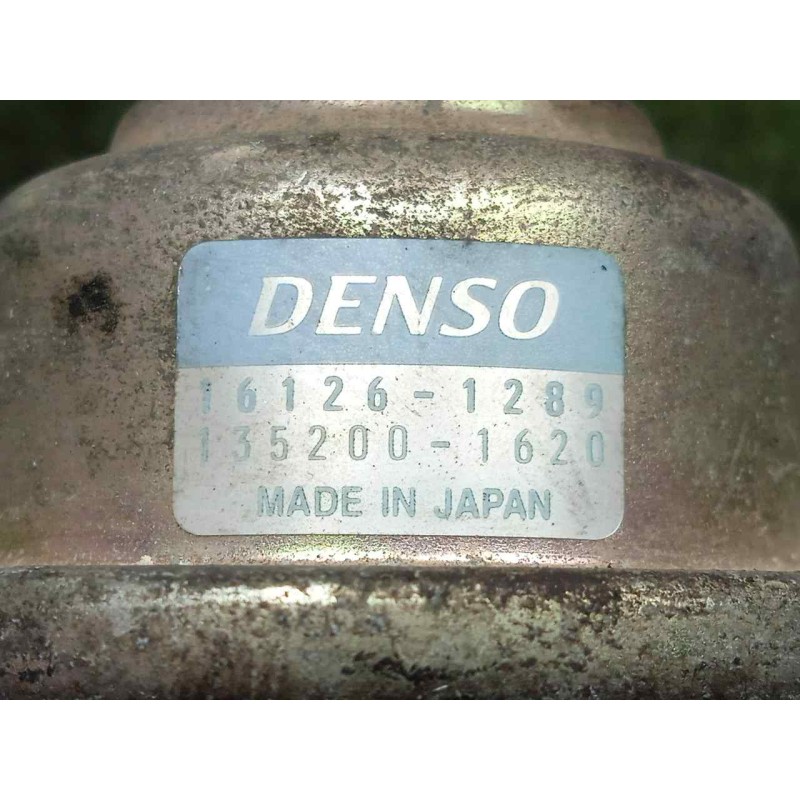 DENSO
16126-1289
135200-1620
MADE IN JAPAN